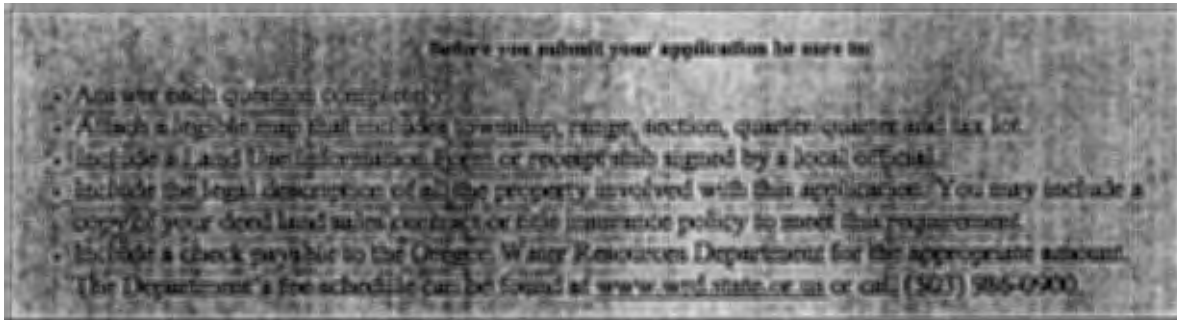 Before you submit your application be sure to:
• Answer each question completely.
• Attach a legible map that includes township, range, section, quarter-quarter and tax lot.
• Include a Land Use Information Form or receipt stub signed by a local official.
• Include the legal description of all the property involved with this application. You may include a
copy of your deed land sales contract or title insurance policy to meet this requirement.
• Include a check payable to the Oregon Water Resources Department for the appropriate amount.
The Department's fee schedule can be found at www.wrd.state.or.us or call (503) 986-0900.